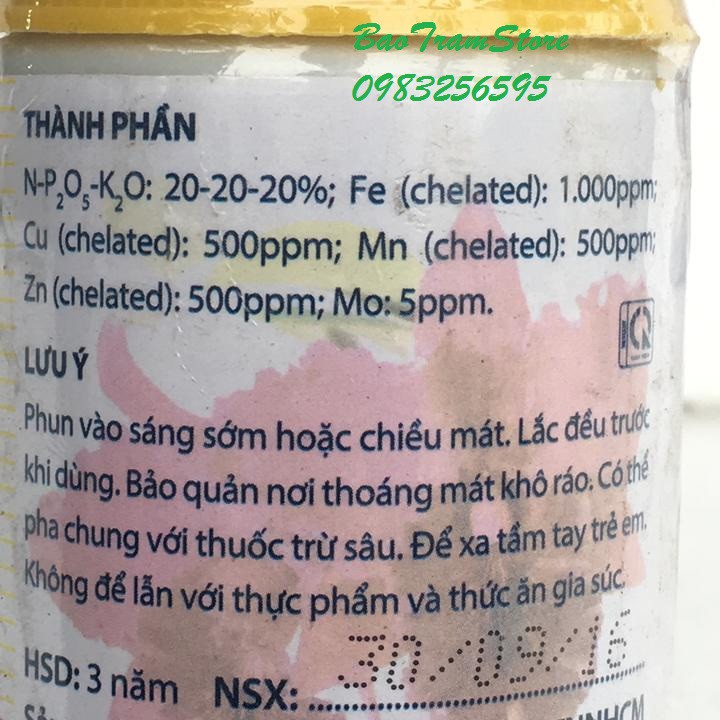 BaoTramStore
0983256595
THÀNH PHẦN
N-P₂O₅-K₂O: 20-20-20%; Fe (chelated): 1.000ppm;
Cu (chelated): 500ppm; Mn (chelated): 500ppm;
Zn (chelated): 500ppm; Mo: 5ppm.
LƯU Ý
Phun vào sáng sớm hoặc chiều mát. Lắc đều trước
khi dùng. Bảo quản nơi thoáng mát khô ráo. Có thể
pha chung với thuốc trừ sâu. Để xa tầm tay trẻ em.
Không để lẫn với thực phẩm và thức ăn gia súc.
HSD: 3 năm NSX: 30/09/16